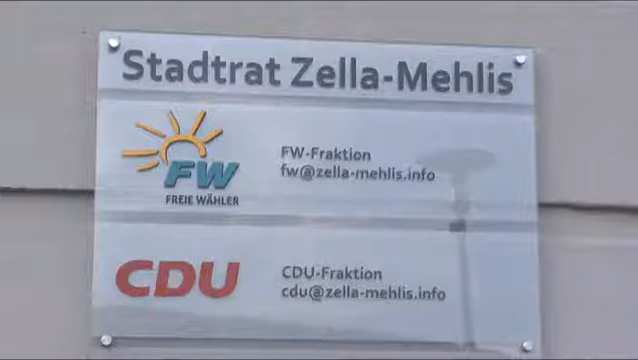 Stadtrat Zella-Mehlis
FW
FREIE WÄHLER
FW-Fraktion
fw@zella-mehlis.info
CDU
CDU-Fraktion
cdu@zella-mehlis.info